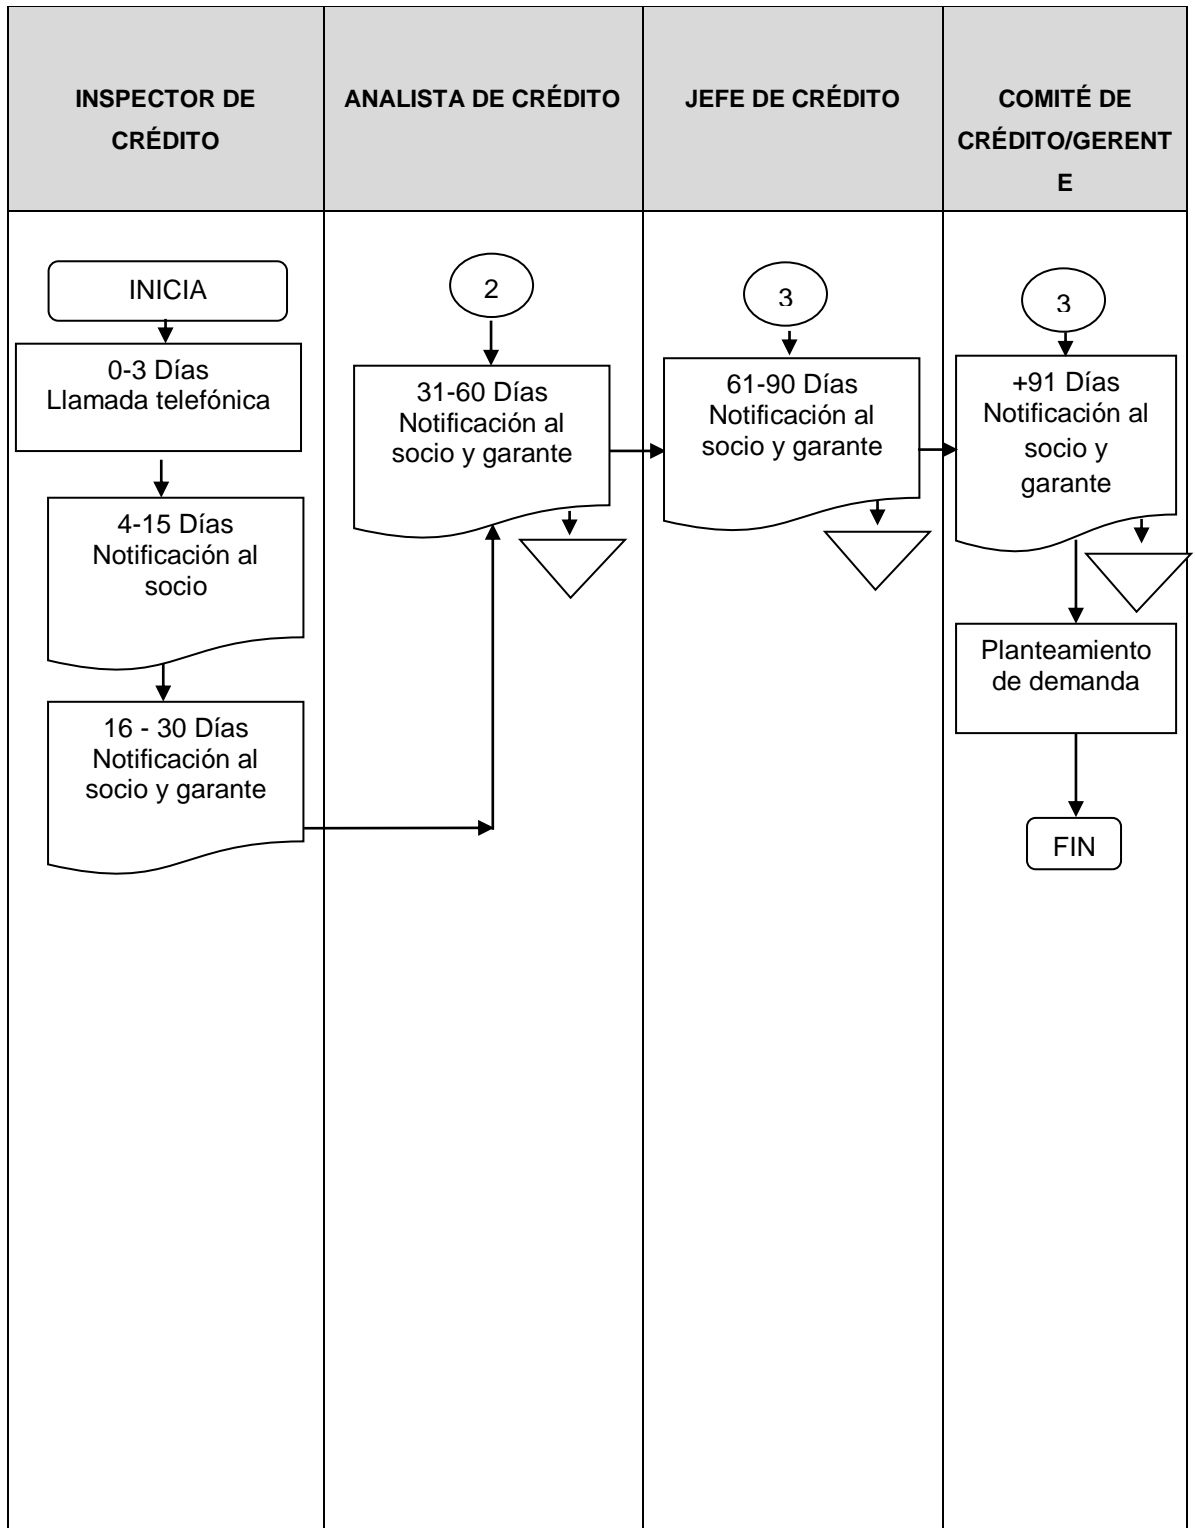 INSPECTOR DE
CRÉDITO
ANALISTA DE CRÉDITO
JEFE DE CRÉDITO
COMITÉ DE
CRÉDITO/GERENT
E
INICIA
0-3 Días
Llamada telefónica
4-15 Días
Notificación al
socio
16 - 30 Días
Notificación al
socio y garante
2
31-60 Días
Notificación al
socio y garante
3
61-90 Días
Notificación al
socio y garante
3
+91 Días
Notificación al
socio y
garante
Planteamiento
de demanda
FIN